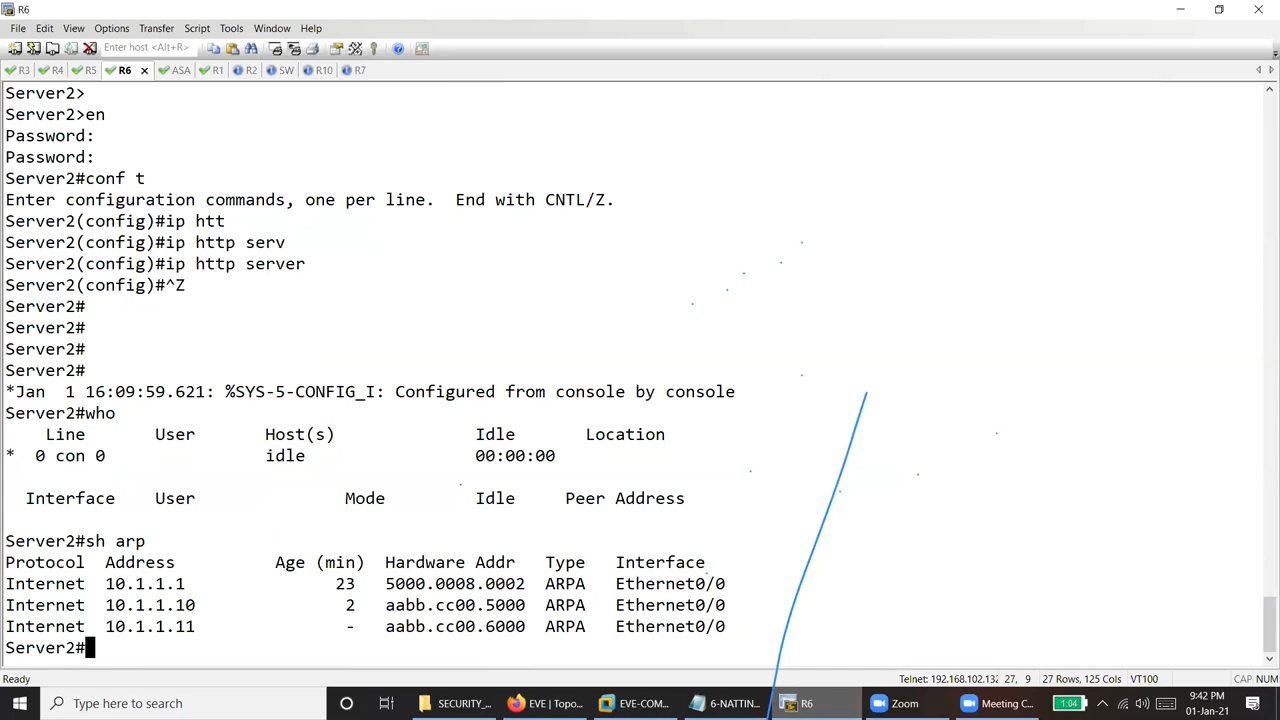 R6
File Edit View Options Transfer Script Tools Window Help
Enter host <Alt+R>
R3 R4 R5 R6 ASA R1 R2 SW R10 R7
Server2>
Server2>en
Password:
Password:
Server2#conf t
Enter configuration commands, one per line.  End with CNTL/Z.
Server2(config)#ip htt
Server2(config)#ip http serv
Server2(config)#ip http server
Server2(config)#^Z
Server2#
Server2#
Server2#
Server2#
*Jan  1 16:09:59.621: %SYS-5-CONFIG_I: Configured from console by console
Server2#who
Line User Host(s) Idle Location
* 0 con 0 idle 00:00:00
Interface User Mode Idle Peer Address
Server2#sh arp
Protocol Address Age (min) Hardware Addr Type Interface
Internet 10.1.1.1 23 5000.0008.0002 ARPA Ethernet0/0
Internet 10.1.1.10 2 aabb.cc00.5000 ARPA Ethernet0/0
Internet 10.1.1.11 - aabb.cc00.6000 ARPA Ethernet0/0
Server2#
Ready Telnet: 192.168.102.132 27, 9 27 Rows, 125 Cols VT100 CAP NUM
Type here to search SECURITY_... EVE | Topo... EVE-COM... 6-NATTIN... R6 Zoom Meeting C... 1:04 9:42 PM
01-Jan-21